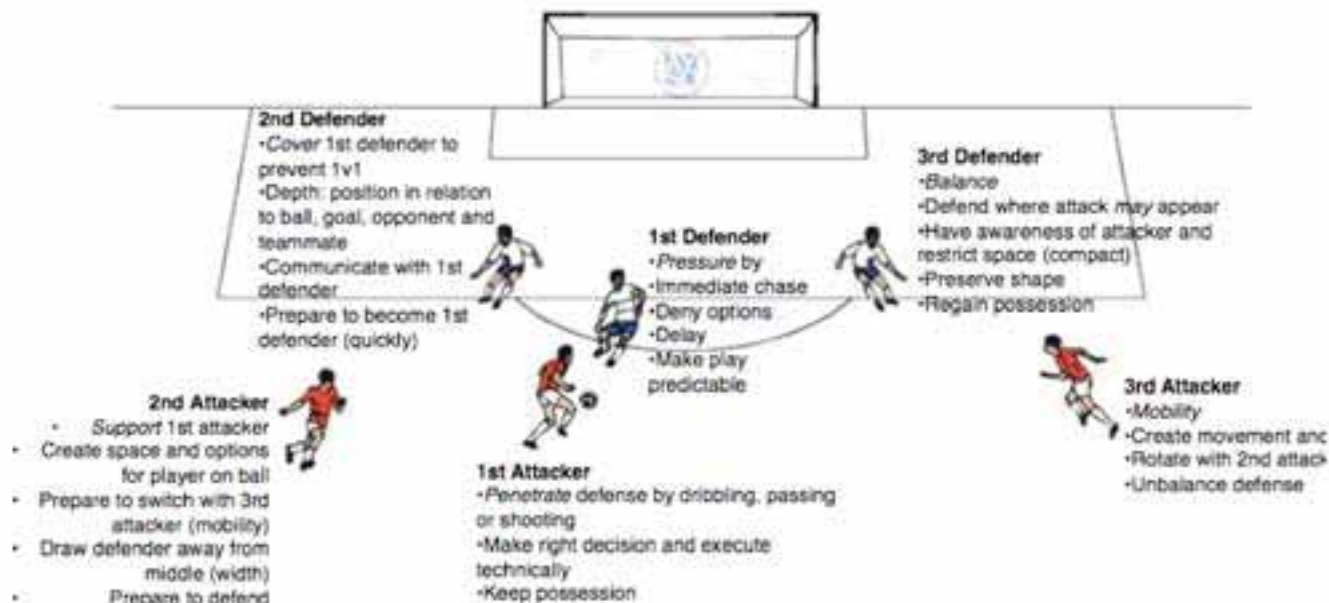 2nd Defender
•Cover 1st defender to
prevent 1v1
•Depth: position in relation
to ball, goal, opponent and
teammate
•Communicate with 1st
defender
•Prepare to become 1st
defender (quickly)
1st Defender
•Pressure by
•Immediate chase
•Deny options
•Delay
•Make play
predictable
3rd Defender
•Balance
•Defend where attack may appear
•Have awareness of attacker and
restrict space (compact)
•Preserve shape
•Regain possession
2nd Attacker
• Support 1st attacker
• Create space and options
for player on ball
• Prepare to switch with 3rd
attacker (mobility)
• Draw defender away from
middle (width)
• Prepare to defend
1st Attacker
•Penetrate defense by dribbling, passing
or shooting
•Make right decision and execute
technically
•Keep possession
3rd Attacker
•Mobility
•Create movement and
•Rotate with 2nd attack
•Unbalance defense